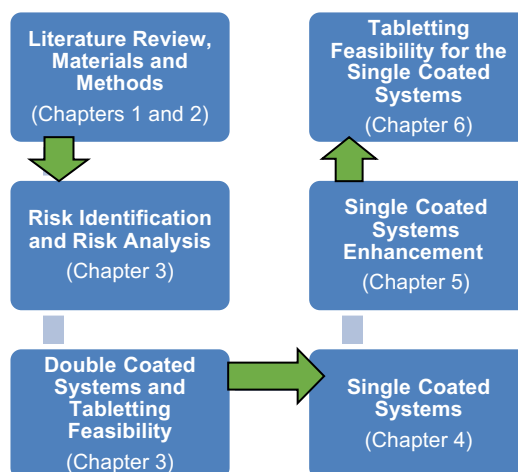 Literature Review,
Materials and
Methods
(Chapters 1 and 2)
Risk Identification
and Risk Analysis
(Chapter 3)
Double Coated
Systems and
Tabletting
Feasibility
(Chapter 3)
Single Coated
Systems
(Chapter 4)
Single Coated
Systems
Enhancement
(Chapter 5)
Tabletting
Feasibility for the
Single Coated
Systems
(Chapter 6)